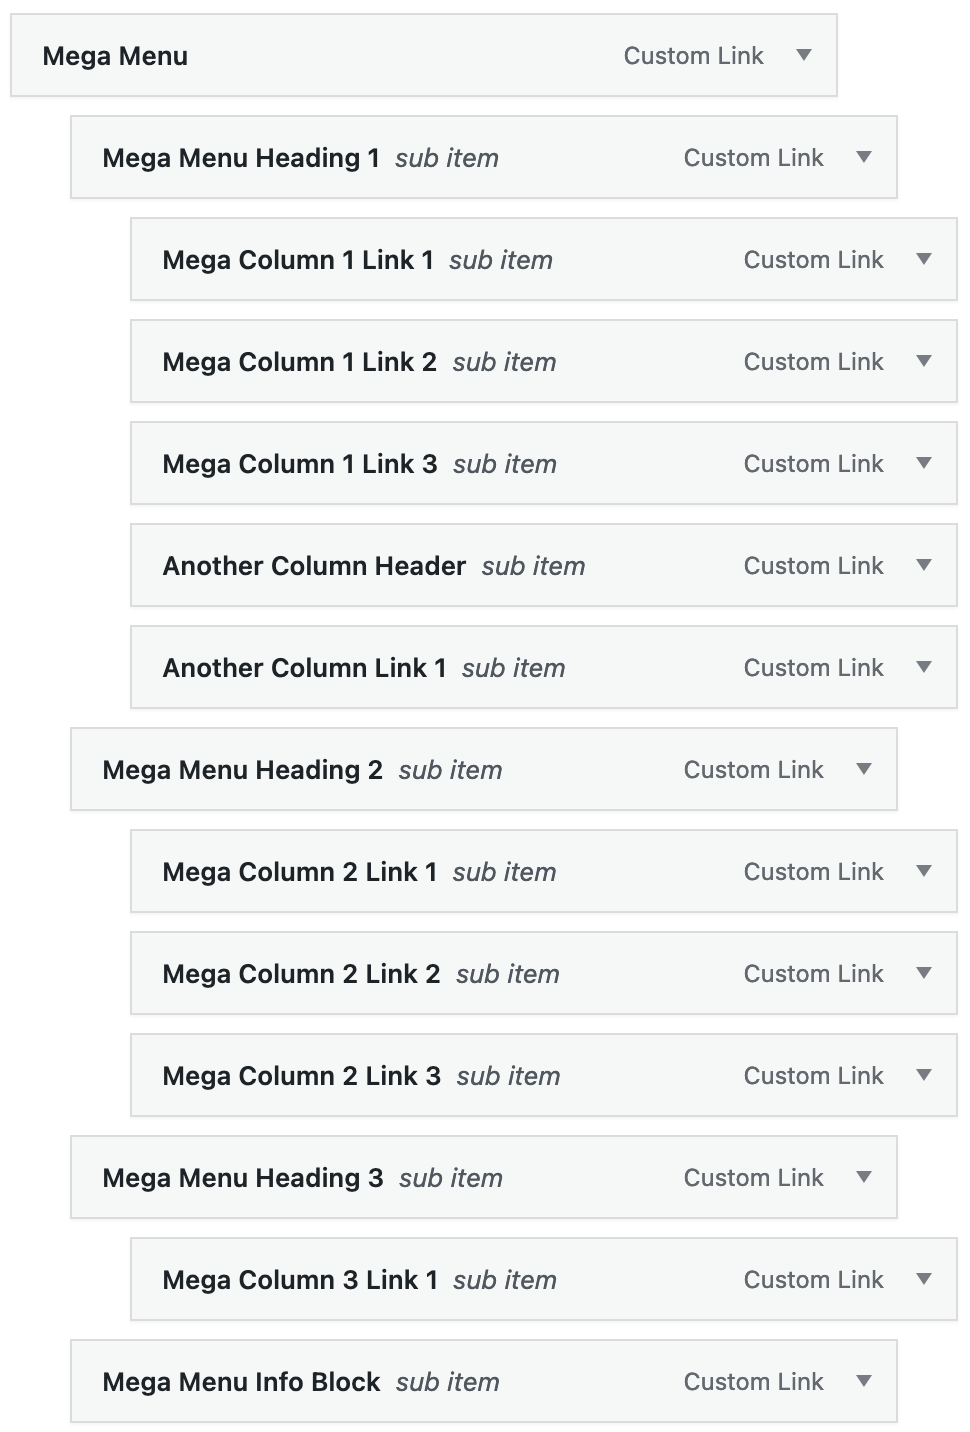 Mega Menu Custom Link
Mega Menu Heading 1 sub item Custom Link
Mega Column 1 Link 1 sub item Custom Link
Mega Column 1 Link 2 sub item Custom Link
Mega Column 1 Link 3 sub item Custom Link
Another Column Header sub item Custom Link
Another Column Link 1 sub item Custom Link
Mega Menu Heading 2 sub item Custom Link
Mega Column 2 Link 1 sub item Custom Link
Mega Column 2 Link 2 sub item Custom Link
Mega Column 2 Link 3 sub item Custom Link
Mega Menu Heading 3 sub item Custom Link
Mega Column 3 Link 1 sub item Custom Link
Mega Menu Info Block sub item Custom Link